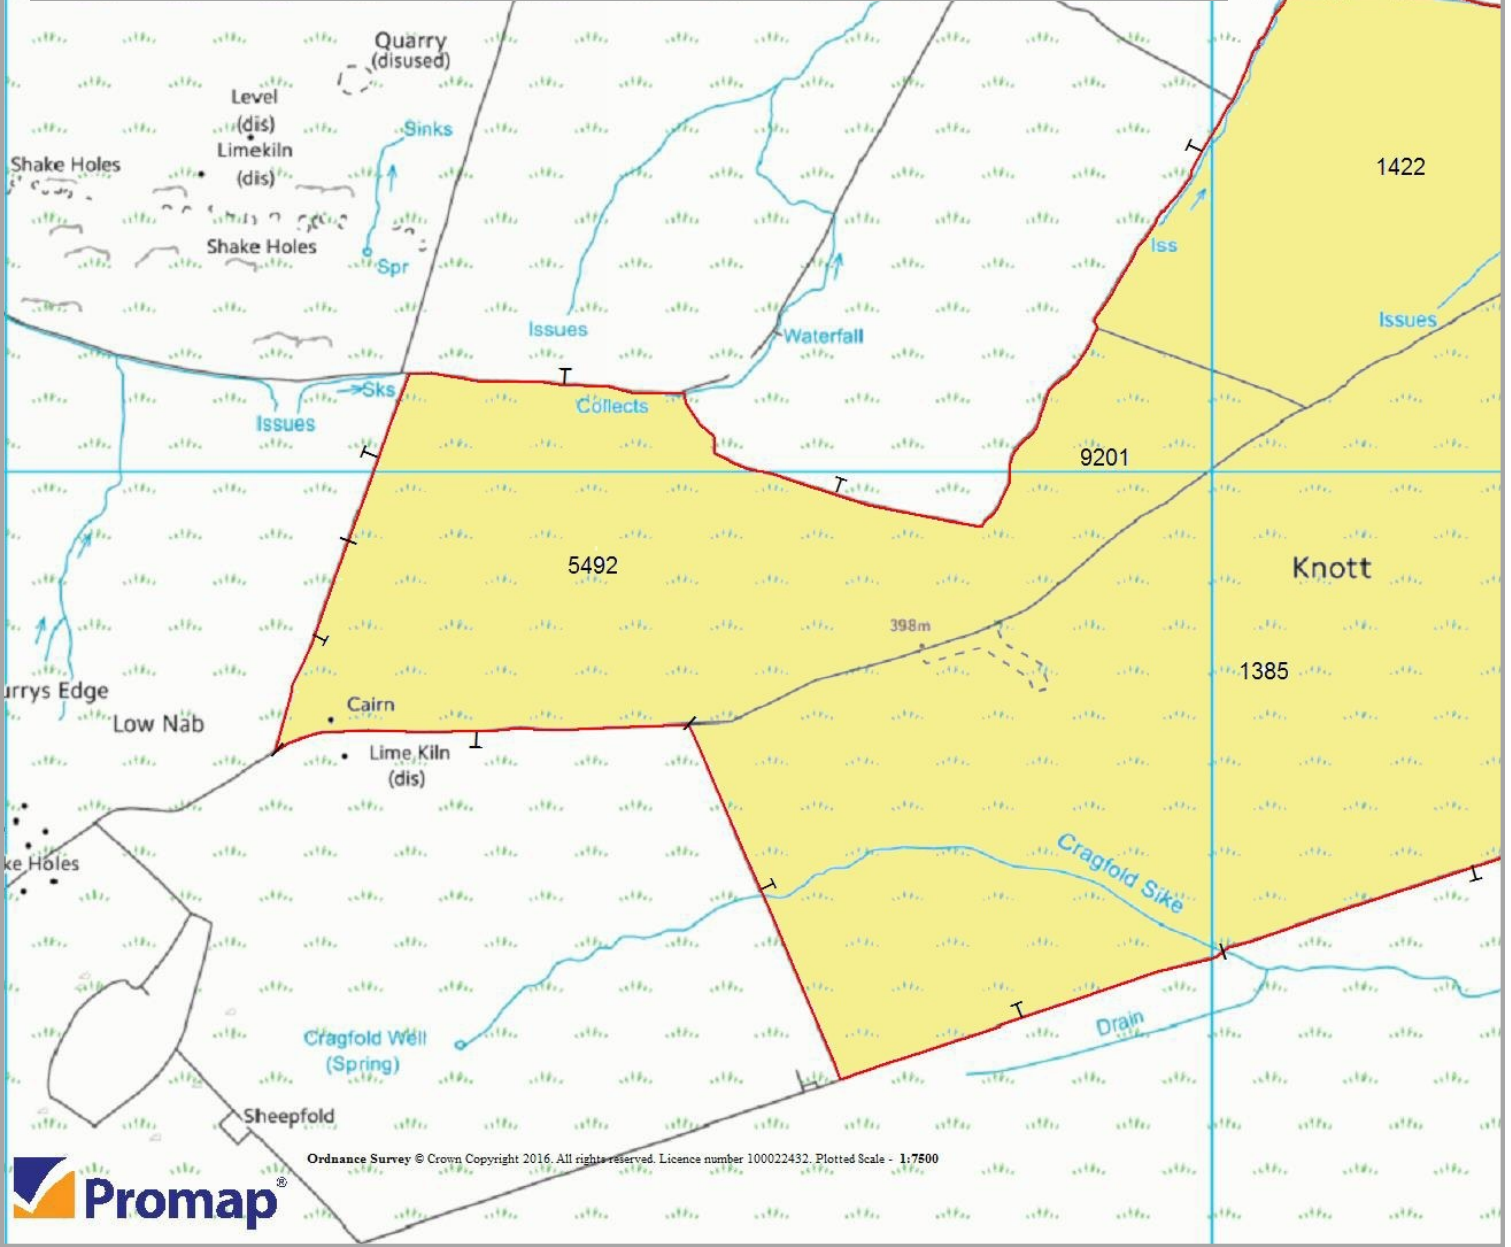 Quarry
(disused)
Level
(dis)
Limekiln
(dis)
Sinks
Shake Holes
Shake Holes
Spr
1422
Iss
Issues
Waterfall
Issues
Sks
Issues
Collects
9201
5492
Knott
398m
1385
urrys Edge
Low Nab
Cairn
Lime Kiln
(dis)
ke Holes
Cragfold Sike
Cragfold Well
(Spring)
Drain
Sheepfold
Ordnance Survey © Crown Copyright 2016. All rights reserved. Licence number 100022432. Plotted Scale - 1:7500
Promap®